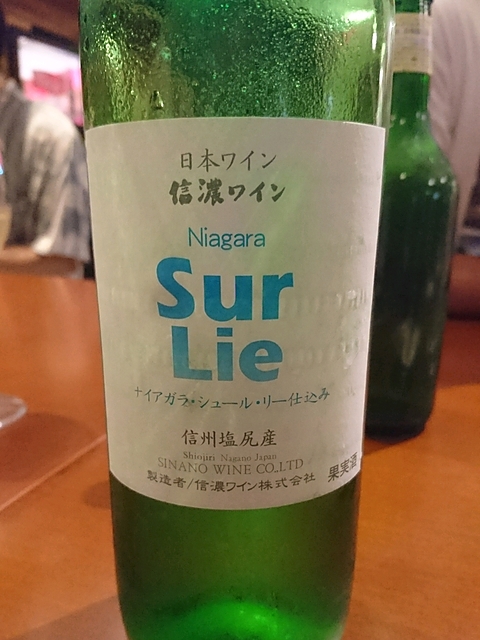 日本ワイン
信濃ワイン
Niagara
Sur
Lie
ナイアガラ・シュール・リー仕込み
信州塩尻産
Shiojiri Nagano Japan
SINANO WINE CO.,LTD
製造者/信濃ワイン株式会社
果実酒